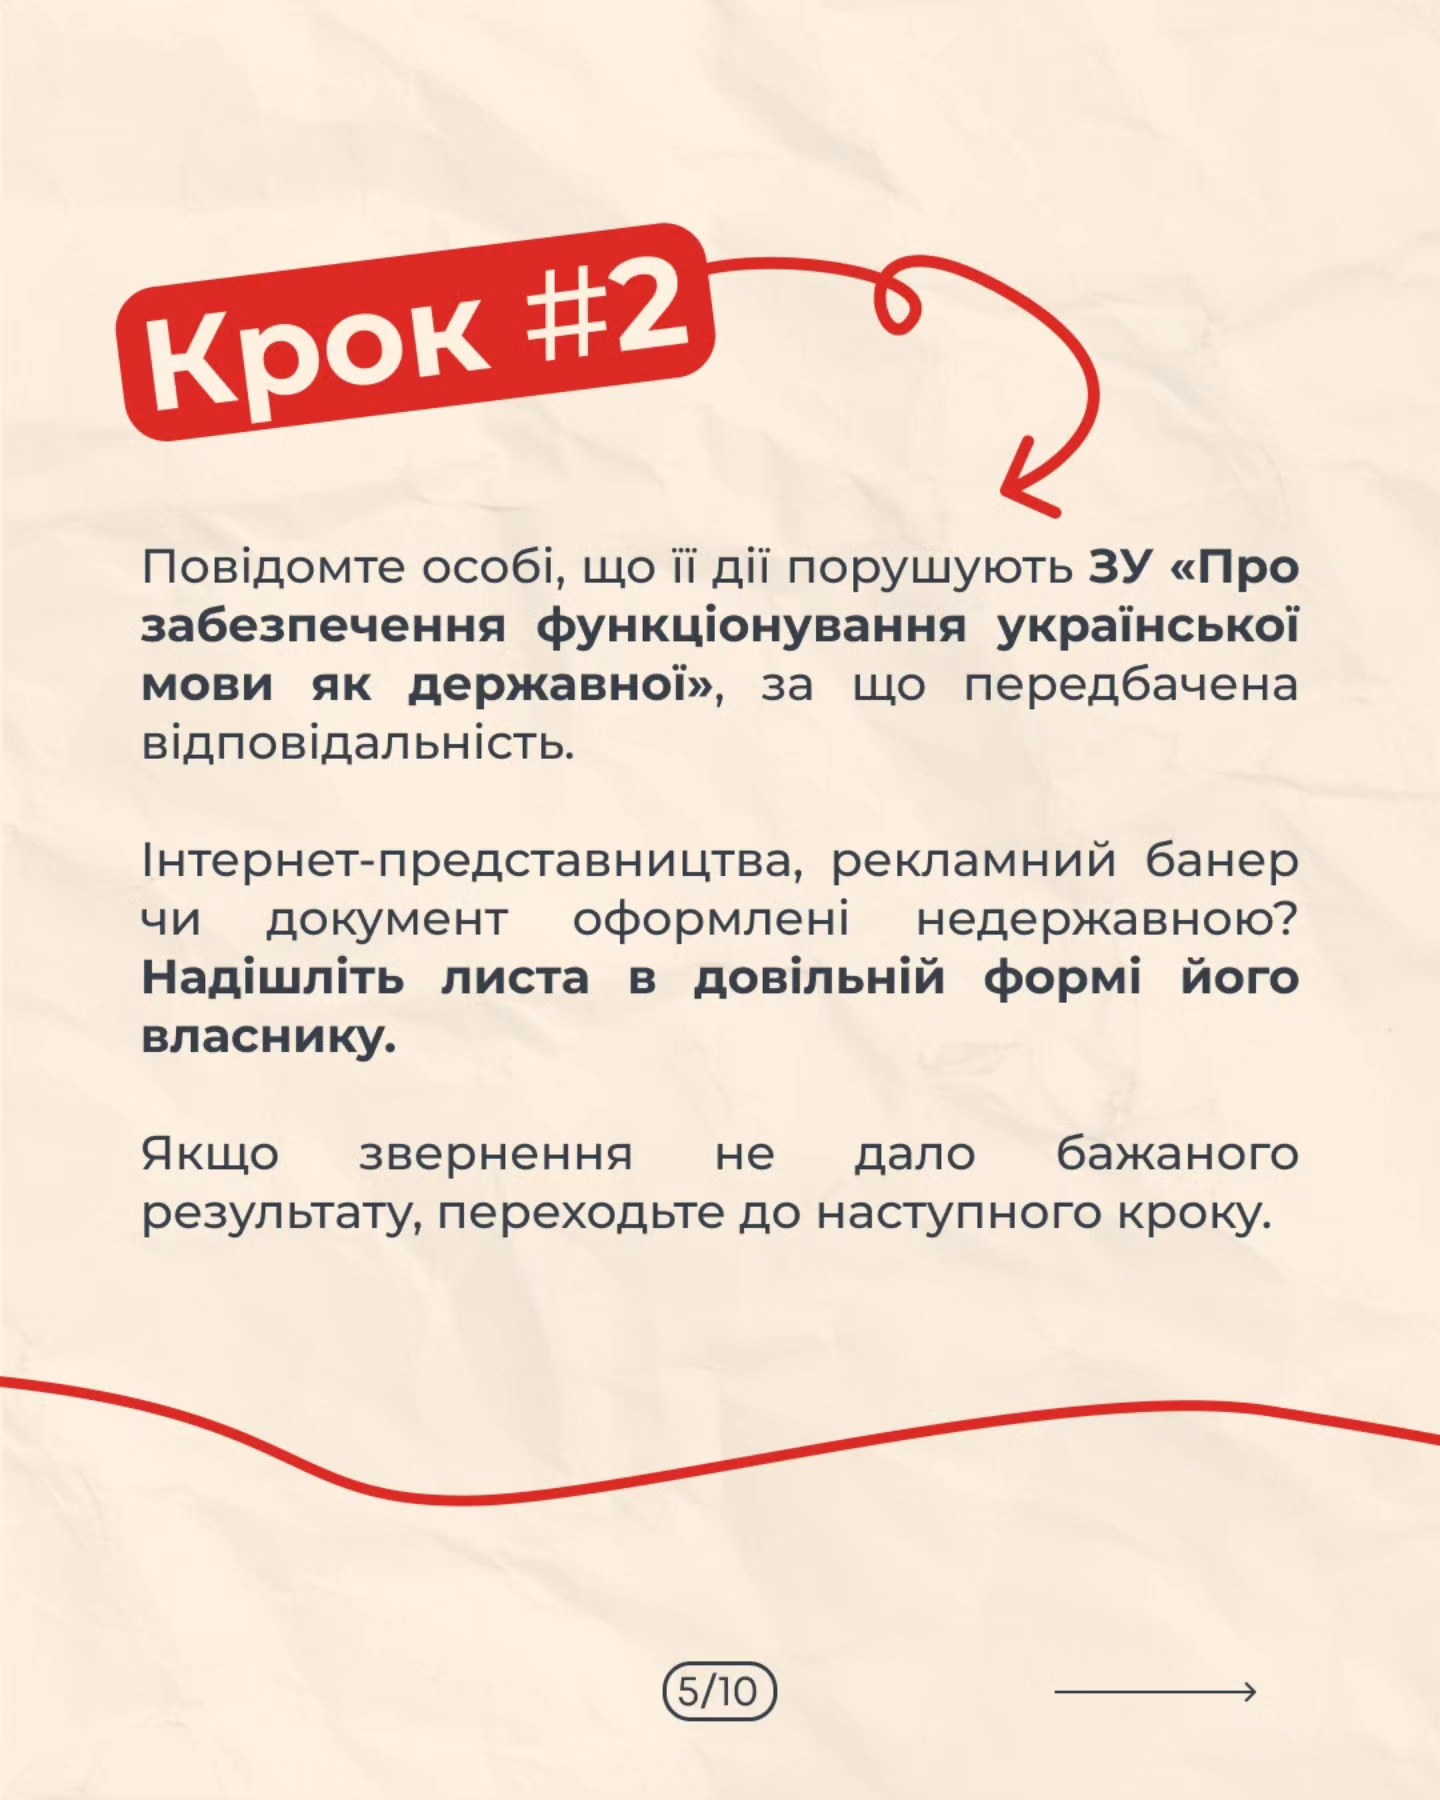 Крок #2
Повідомте особі, що її дії порушують ЗУ «Про
забезпечення функціонування української
мови як державної», за що передбачена
відповідальність.
Інтернет-представництва, рекламний банер
чи документ оформлені недержавною?
Надішліть листа в довільній формі його
власнику.
Якщо звернення не дало бажаного
результату, переходьте до наступного кроку.
5/10